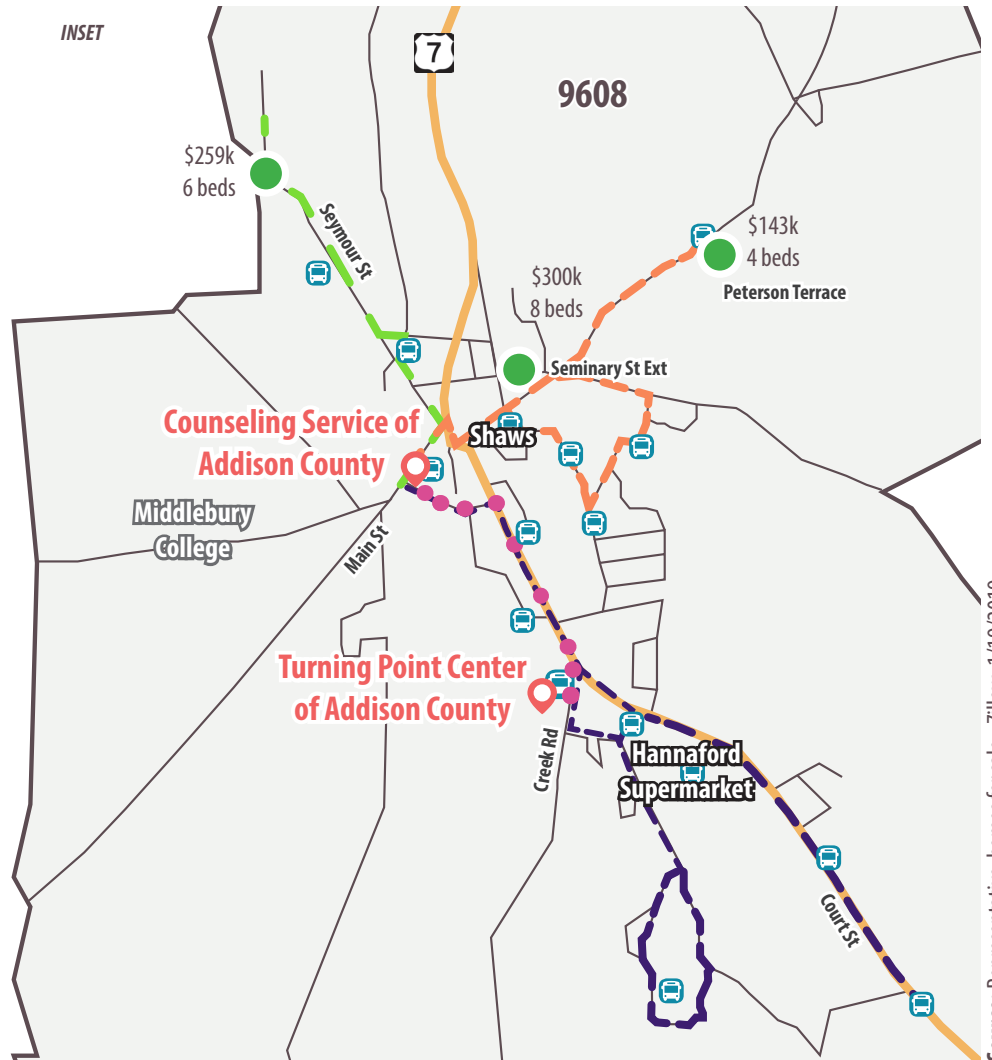 INSET
7
9608
$259k
6 beds
Seymour St
$143k
4 beds
Peterson Terrace
$300k
8 beds
Seminary St Ext
Counseling Service of
Addison County
Shaws
Middlebury
College
Main St
Turning Point Center
of Addison County
Creek Rd
Hannaford
Supermarket
Court St